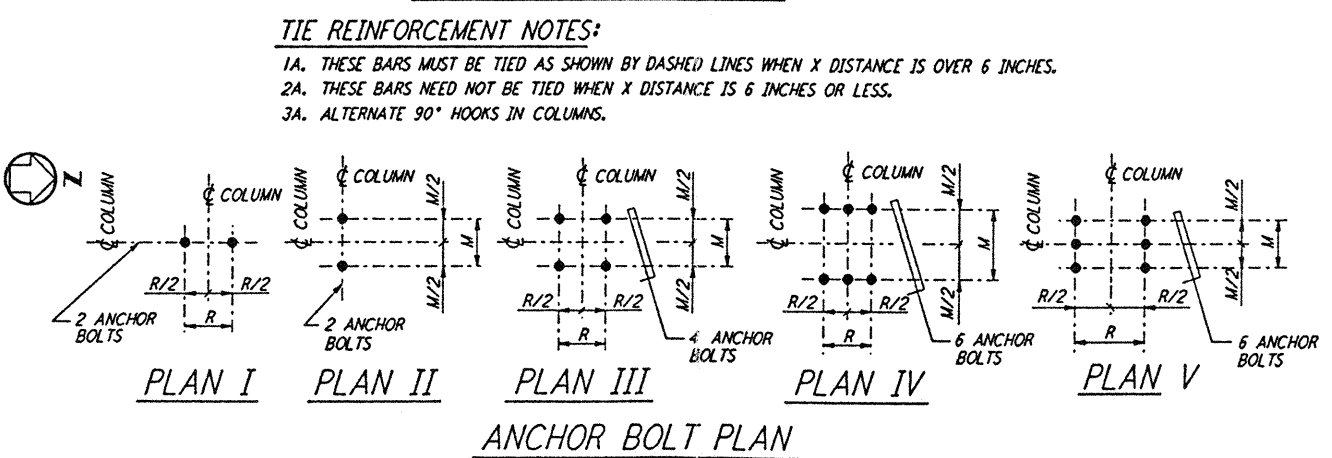 TIE REINFORCEMENT NOTES:
1A. THESE BARS MUST BE TIED AS SHOWN BY DASHED LINES WHEN X DISTANCE IS OVER 6 INCHES.
2A. THESE BARS NEED NOT BE TIED WHEN X DISTANCE IS 6 INCHES OR LESS.
3A. ALTERNATE 90° HOOKS IN COLUMNS.
N
℄ COLUMN
℄ COLUMN
R/2
R/2
R
2 ANCHOR
BOLTS
PLAN I
℄ COLUMN
℄ COLUMN
M/2
M
M/2
2 ANCHOR
BOLTS
PLAN II
℄ COLUMN
℄ COLUMN
M/2
M
M/2
R/2
R/2
R
4 ANCHOR
BOLTS
PLAN III
℄ COLUMN
℄ COLUMN
M/2
M
M/2
R/2
R/2
R
6 ANCHOR
BOLTS
PLAN IV
℄ COLUMN
℄ COLUMN
M/2
M
M/2
R/2
R/2
R
6 ANCHOR
BOLTS
PLAN V
ANCHOR BOLT PLAN